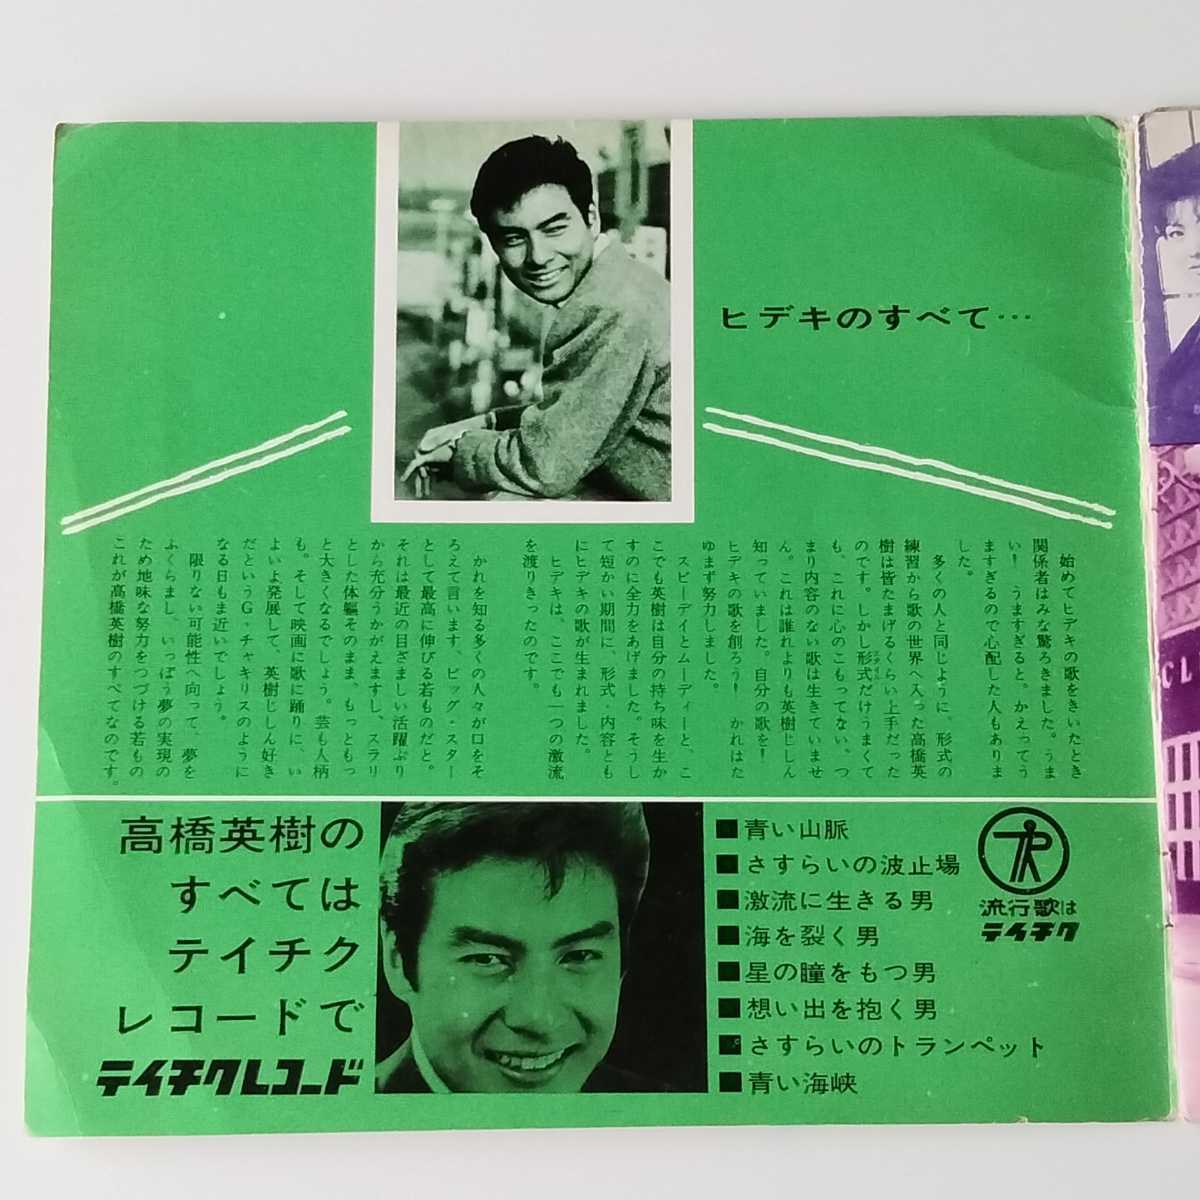 ヒデキのすべて…
始めてヒデキの歌をきいたとき
関係者はみな驚ろきました。うま
い！うますぎると。かえってう
ますぎるので心配した人もありま
した。
多くの人と同じように、形式の
練習から歌の世界へ入った高橋英
樹は皆たまげるくらい上手だった
のです。しかし形式だけうまくて
も、これに心のこもってない、つ
まり内容のない歌は生きていませ
ん。これは誰れよりも英樹じしん
知っていました。自分の歌を！
ヒデキの歌を創ろう！かれはた
ゆまず努力しました。
スピーデイとムーディーと、こ
こでも英樹は自分の持ち味を生か
すのに全力をあげました。そうし
て短かい期間に、形式・内容とも
にヒデキの歌が生まれました。
ヒデキは、ここでも一つの激流
を渡りきったのです。
かれを知る多くの人々が口をそ
ろえて言います、ビッグ・スター
として最高に伸びる若ものだと。
それは最近の目ざましい活躍ぶり
から充分うかがえますし、スラリ
とした体軀そのまま、もっともっ
と大きくなるでしょう。芸も人柄
も。そして映画に歌に踊りに、い
よいよ発展して、英樹じしん好き
だというG・チャキリスのように
なる日もま近いでしょう。
限りない可能性へ向って、夢を
ふくらまし、いっぽう夢の実現の
ため地味な努力をつづける若もの
これが高橋英樹のすべてなのです。
高橋英樹の
すべては
テイチク
レコードで
テイチクレコード
■青い山脈
■さすらいの波止場
■激流に生きる男
■海を裂く男
■星の瞳をもつ男
■想い出を抱く男
■さすらいのトランペット
■青い海峡
流行歌は
テイチク
CL